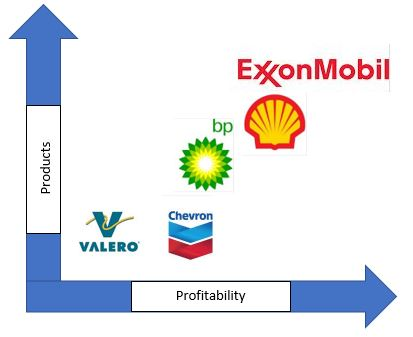 ExxonMobil
bp
Products
Chevron
VALERO
Profitability